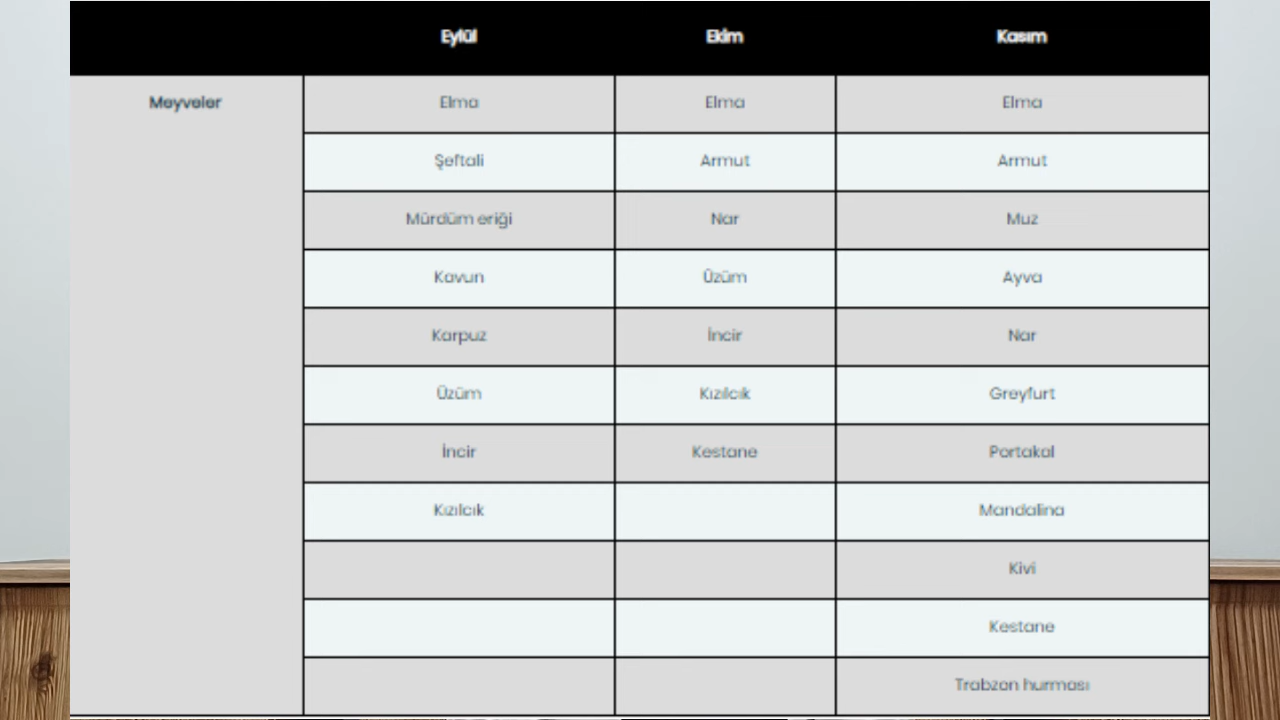 Eylül Ekim Kasım
Meyveler Elma Elma Elma
Şeftali Armut Armut
Mürdüm eriği Nar Muz
Kavun Üzüm Ayva
Karpuz İncir Nar
Üzüm Kızılcık Greyfurt
İncir Kestane Portakal
Kızılcık Mandalina
Kivi
Kestane
Trabzon hurması